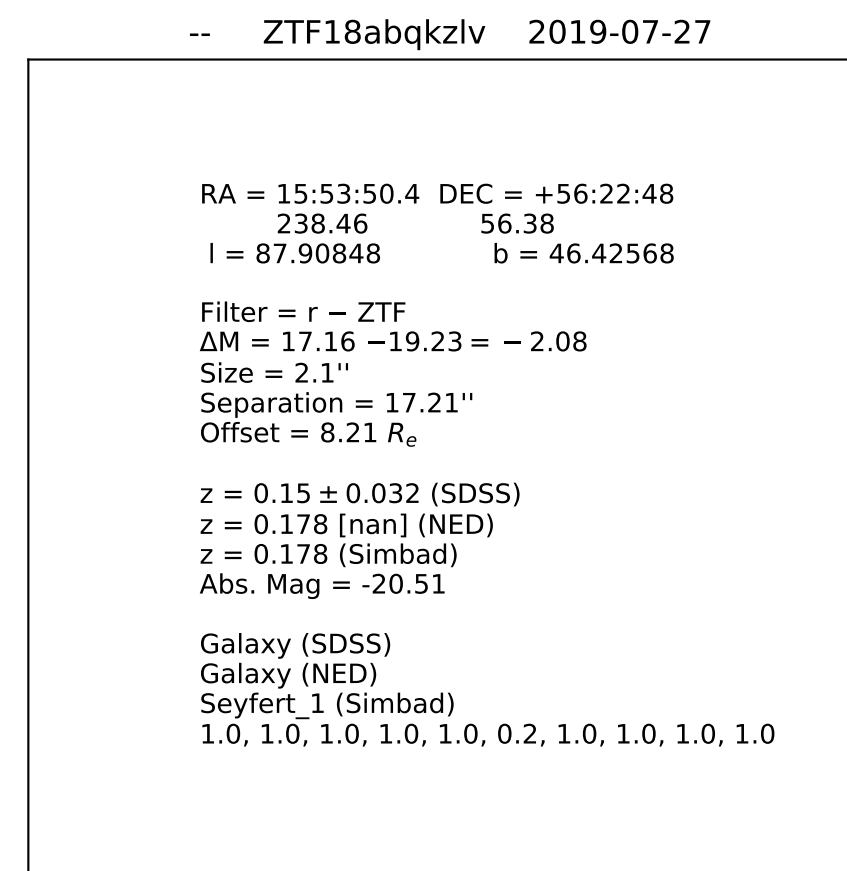 -- ZTF18abqkzlv 2019-07-27
RA = 15:53:50.4 DEC = +56:22:48
238.46 56.38
l = 87.90848 b = 46.42568
Filter = r − ZTF
ΔM = 17.16 −19.23 = − 2.08
Size = 2.1''
Separation = 17.21''
Offset = 8.21 Re
z = 0.15 ± 0.032 (SDSS)
z = 0.178 [nan] (NED)
z = 0.178 (Simbad)
Abs. Mag = -20.51
Galaxy (SDSS)
Galaxy (NED)
Seyfert_1 (Simbad)
1.0, 1.0, 1.0, 1.0, 1.0, 0.2, 1.0, 1.0, 1.0, 1.0